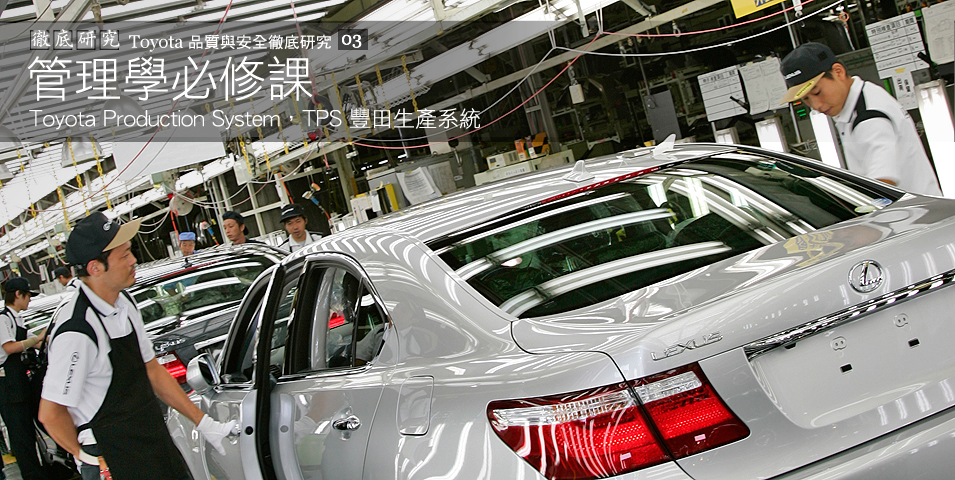 徹底研究 Toyota 品質與安全徹底研究 03
管理學必修課
Toyota Production System，TPS 豐田生產系統
LEXUS
LEXUS